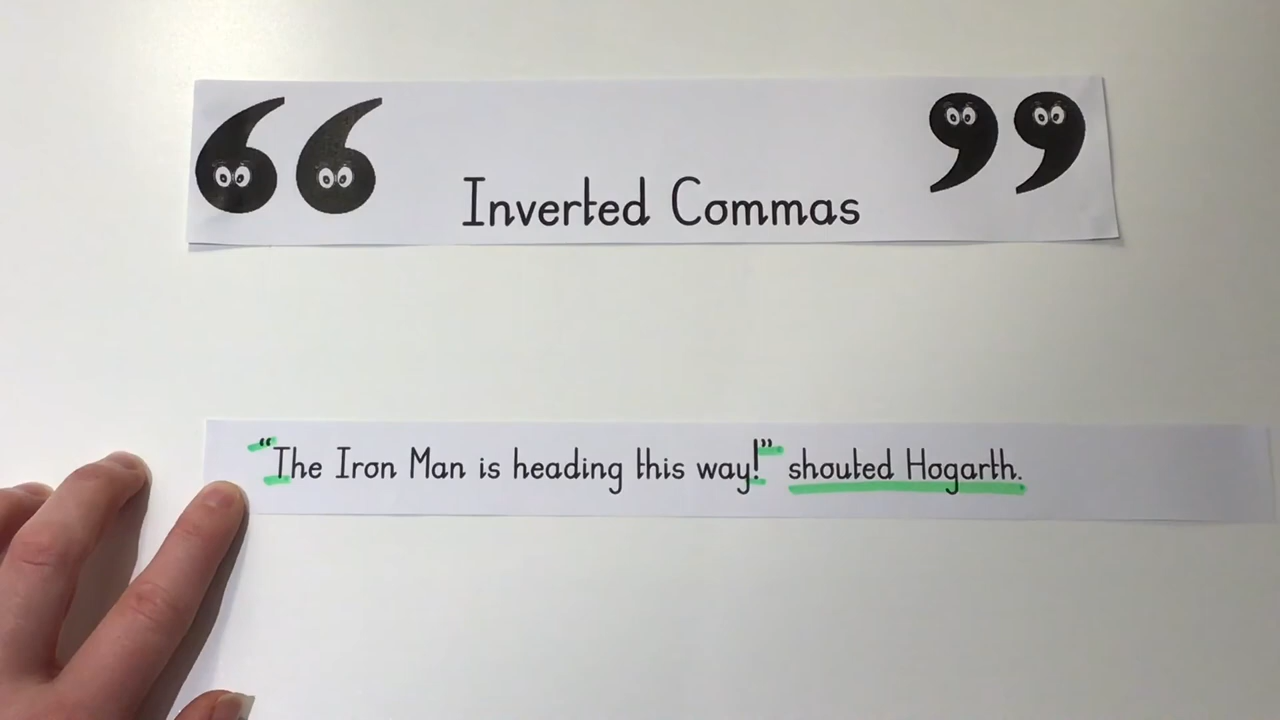 “ Inverted Commas ”
“The Iron Man is heading this way!” shouted Hogarth.